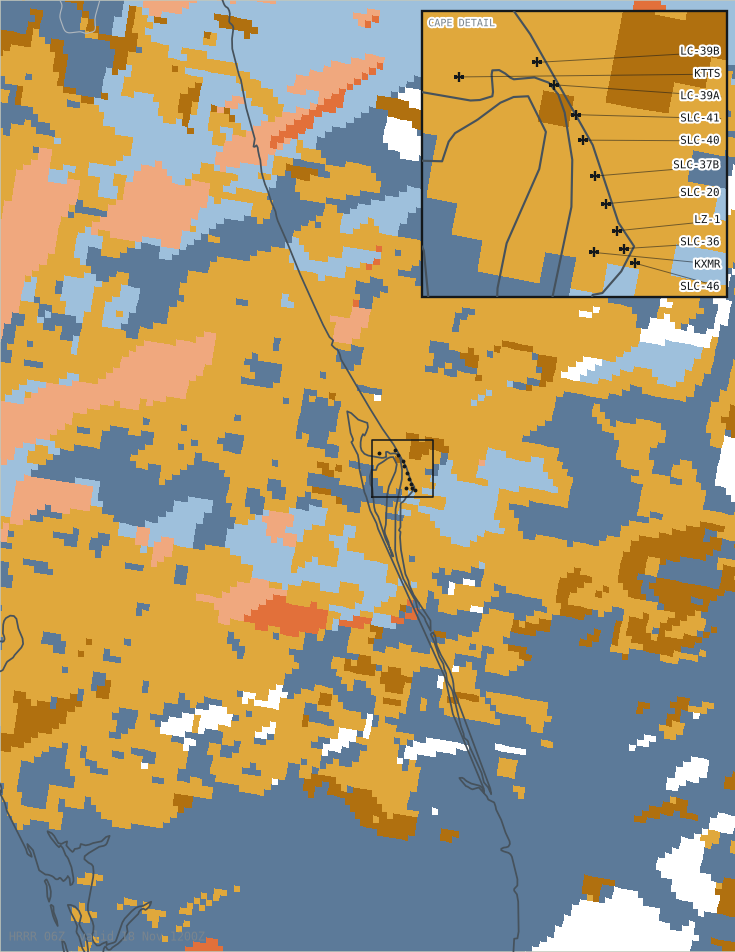 CAPE DETAIL
LC-39B
KTTS
LC-39A
SLC-41
SLC-40
SLC-37B
SLC-20
LZ-1
SLC-36
KXMR
SLC-46
HRRR